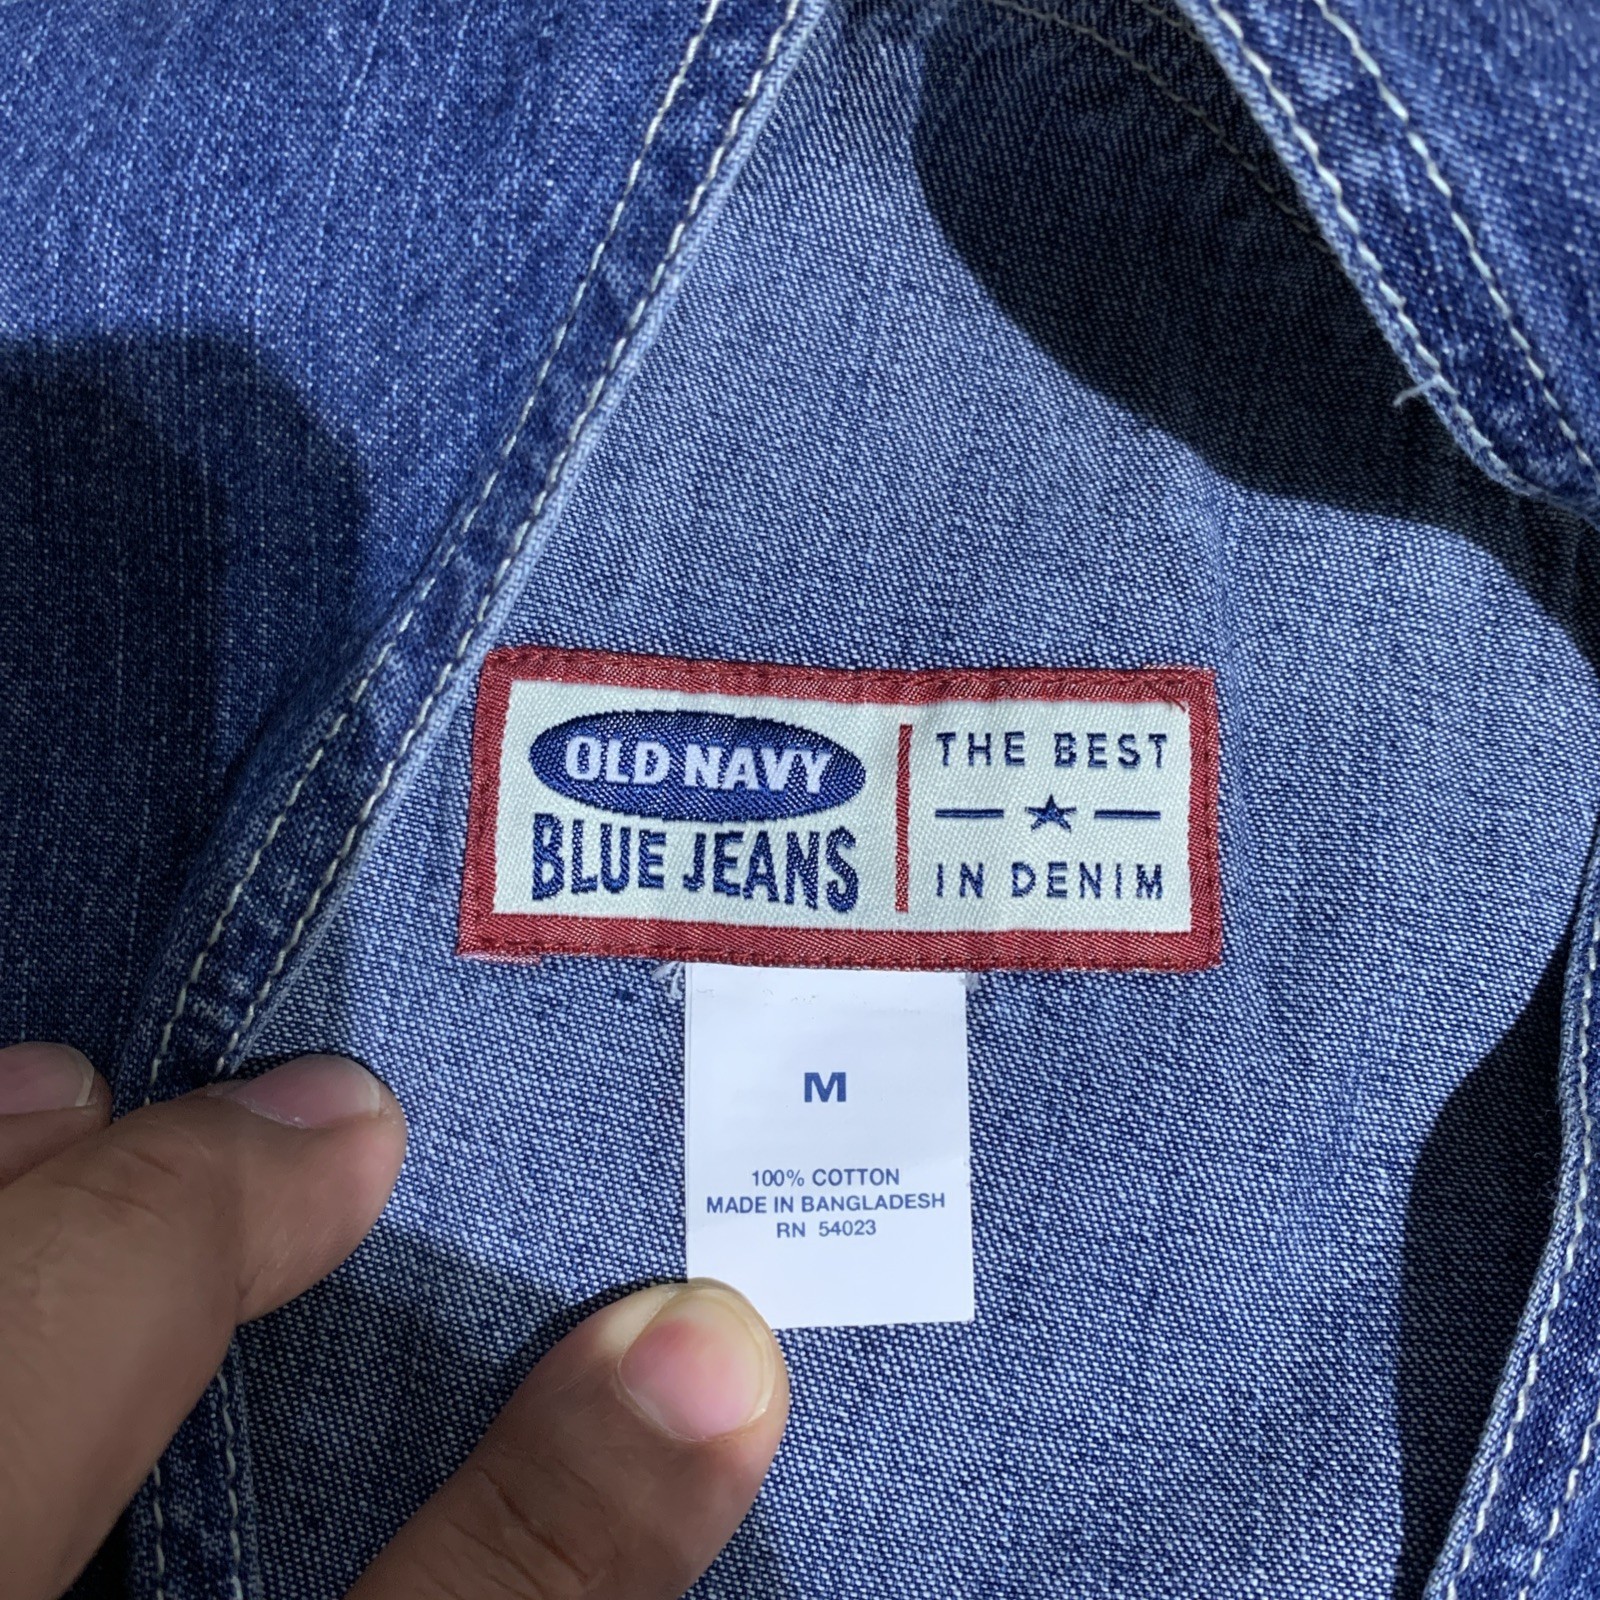 OLD NAVY
BLUE JEANS
THE BEST
IN DENIM
M
100% COTTON
MADE IN BANGLADESH
RN 54023